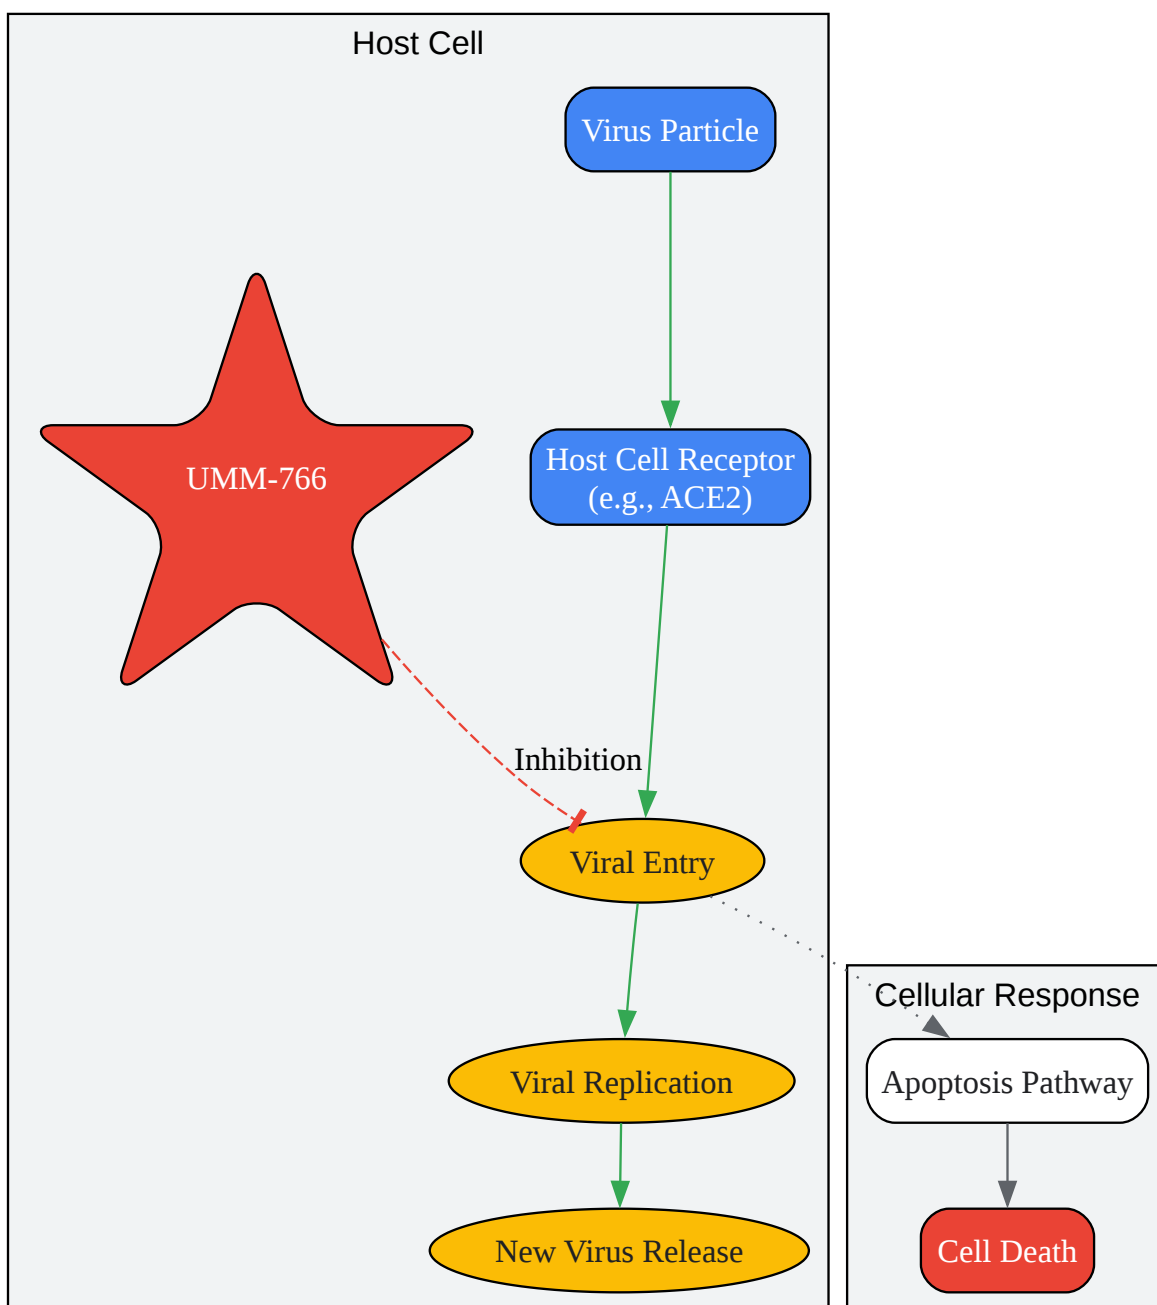 Host Cell
Virus Particle
UMM-766
Host Cell Receptor
(e.g., ACE2)
Inhibition
Viral Entry
Viral Replication
New Virus Release
Cellular Response
Apoptosis Pathway
Cell Death